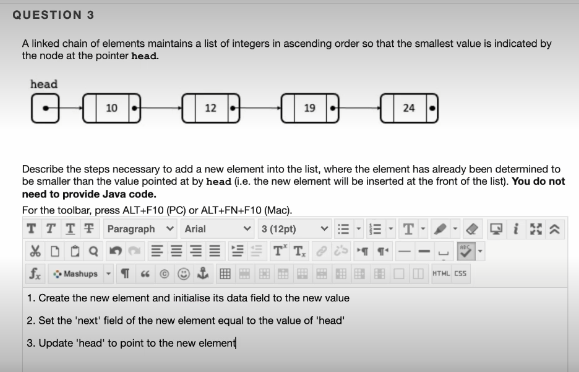 QUESTION 3
A linked chain of elements maintains a list of integers in ascending order so that the smallest value is indicated by
the node at the pointer head.
head
10 12 19 24
Describe the steps necessary to add a new element into the list, where the element has already been determined to
be smaller than the value pointed at by head (i.e. the new element will be inserted at the front of the list). You do not
need to provide Java code.
For the toolbar, press ALT+F10 (PC) or ALT+FN+F10 (Mac).
T T T T Paragraph Arial 3 (12pt) T i
T Tₓ ABC
fx Mashups ¶ HTML CSS
1. Create the new element and initialise its data field to the new value
2. Set the 'next' field of the new element equal to the value of 'head'
3. Update 'head' to point to the new element